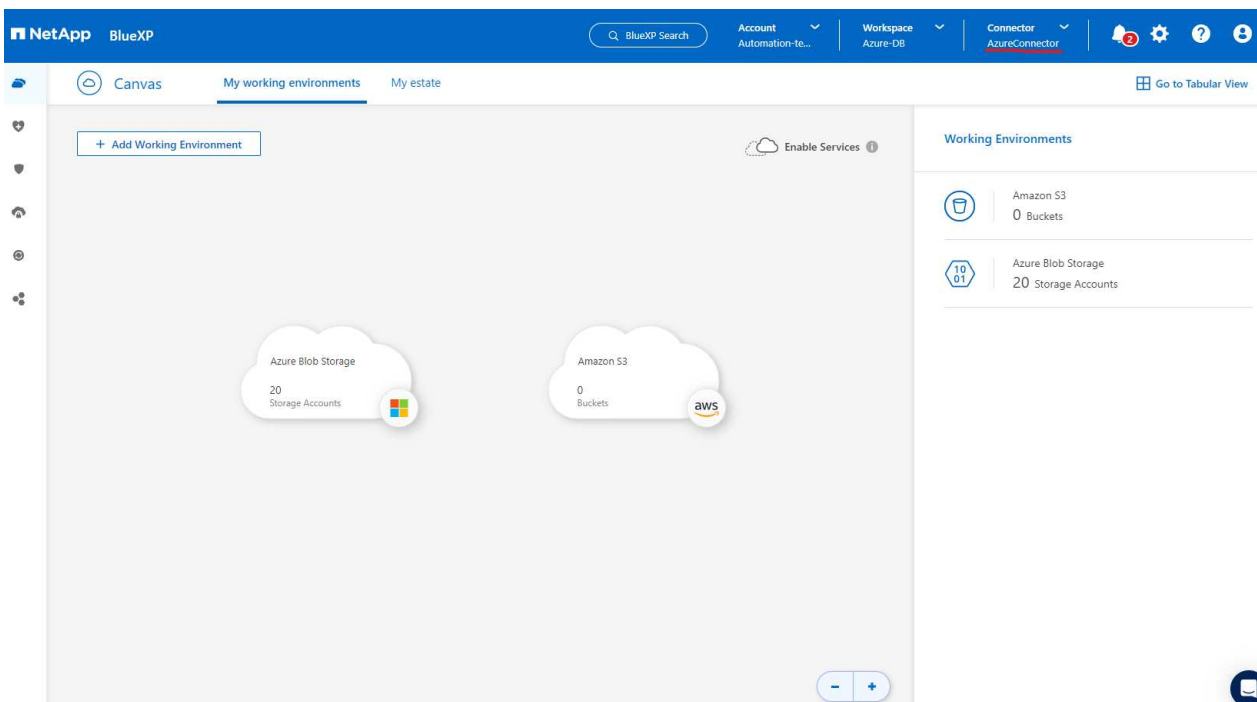 NetApp BlueXP
BlueXP Search
Account
Automation-te...
Workspace
Azure-DB
Connector
AzureConnector
2
Canvas
My working environments
My estate
Go to Tabular View
+ Add Working Environment
Enable Services
Working Environments
Amazon S3
0 Buckets
10
01
Azure Blob Storage
20 Storage Accounts
Azure Blob Storage
20
Storage Accounts
Amazon S3
0
Buckets
aws
- +